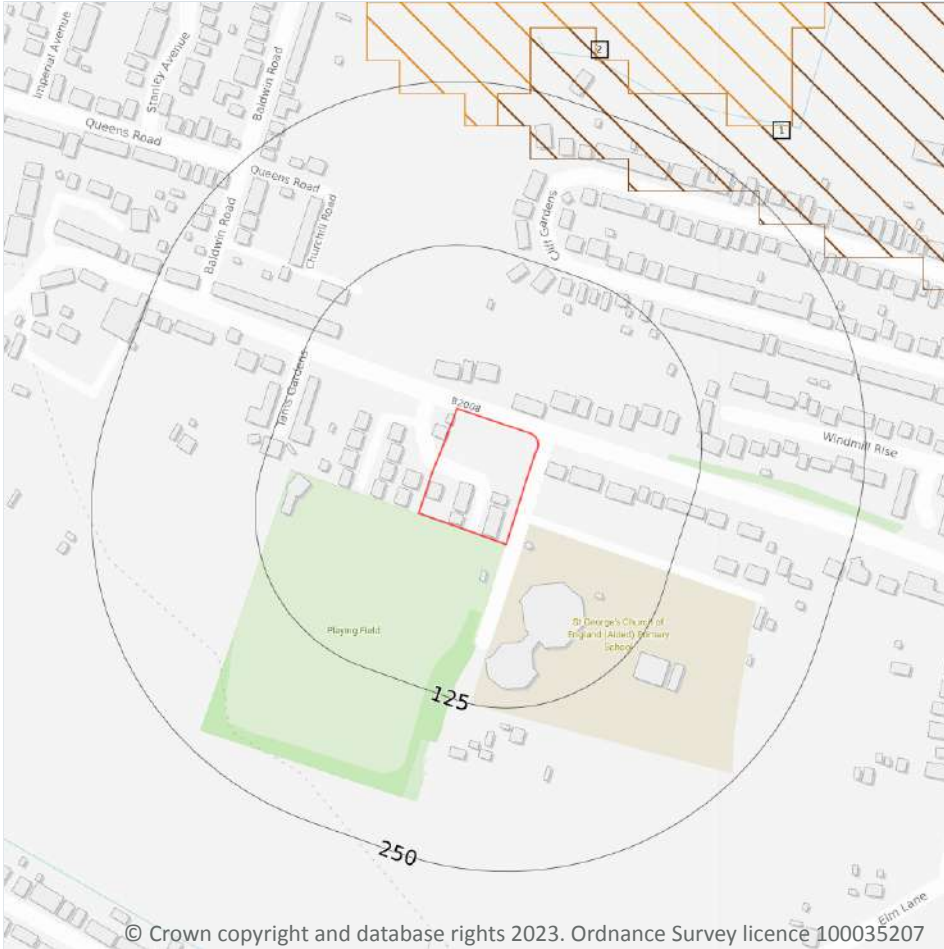 Imperial Avenue
Stanley Avenue
Baldwin Road
2
1
Queens Road
Queens Road
Churchill Road
Baldwin Road
Cliff Gardens
Tams Gardens
B2008
Windmill Rise
Playing Field
St George's Church of
England (Aided) Primary
School
125
250
Elm Lane
© Crown copyright and database rights 2023. Ordnance Survey licence 100035207